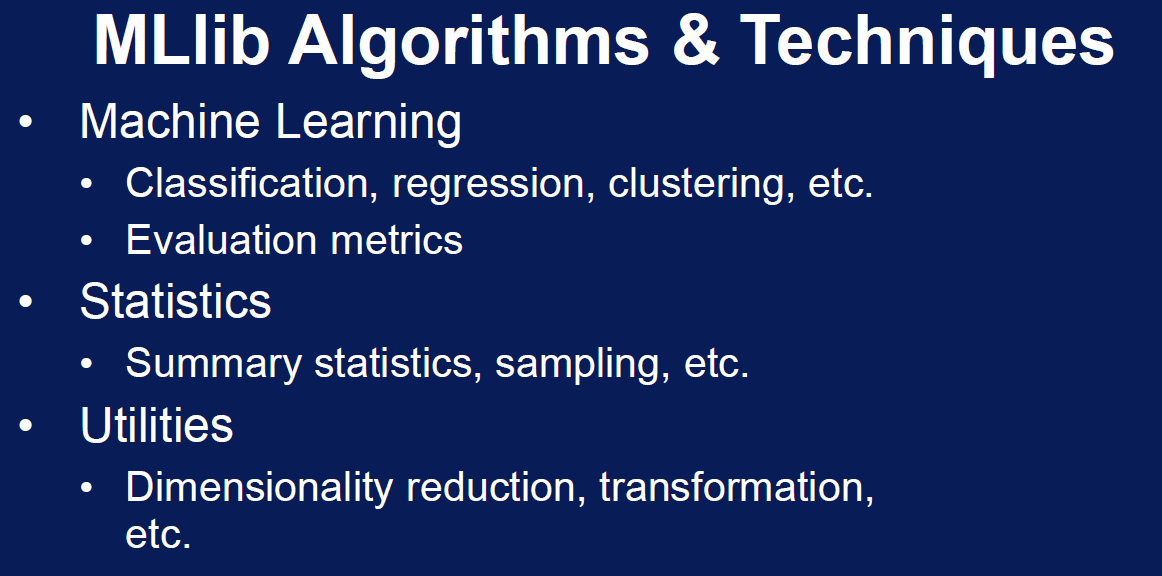 MLlib Algorithms & Techniques
• Machine Learning
• Classification, regression, clustering, etc.
• Evaluation metrics
• Statistics
• Summary statistics, sampling, etc.
• Utilities
• Dimensionality reduction, transformation,
etc.